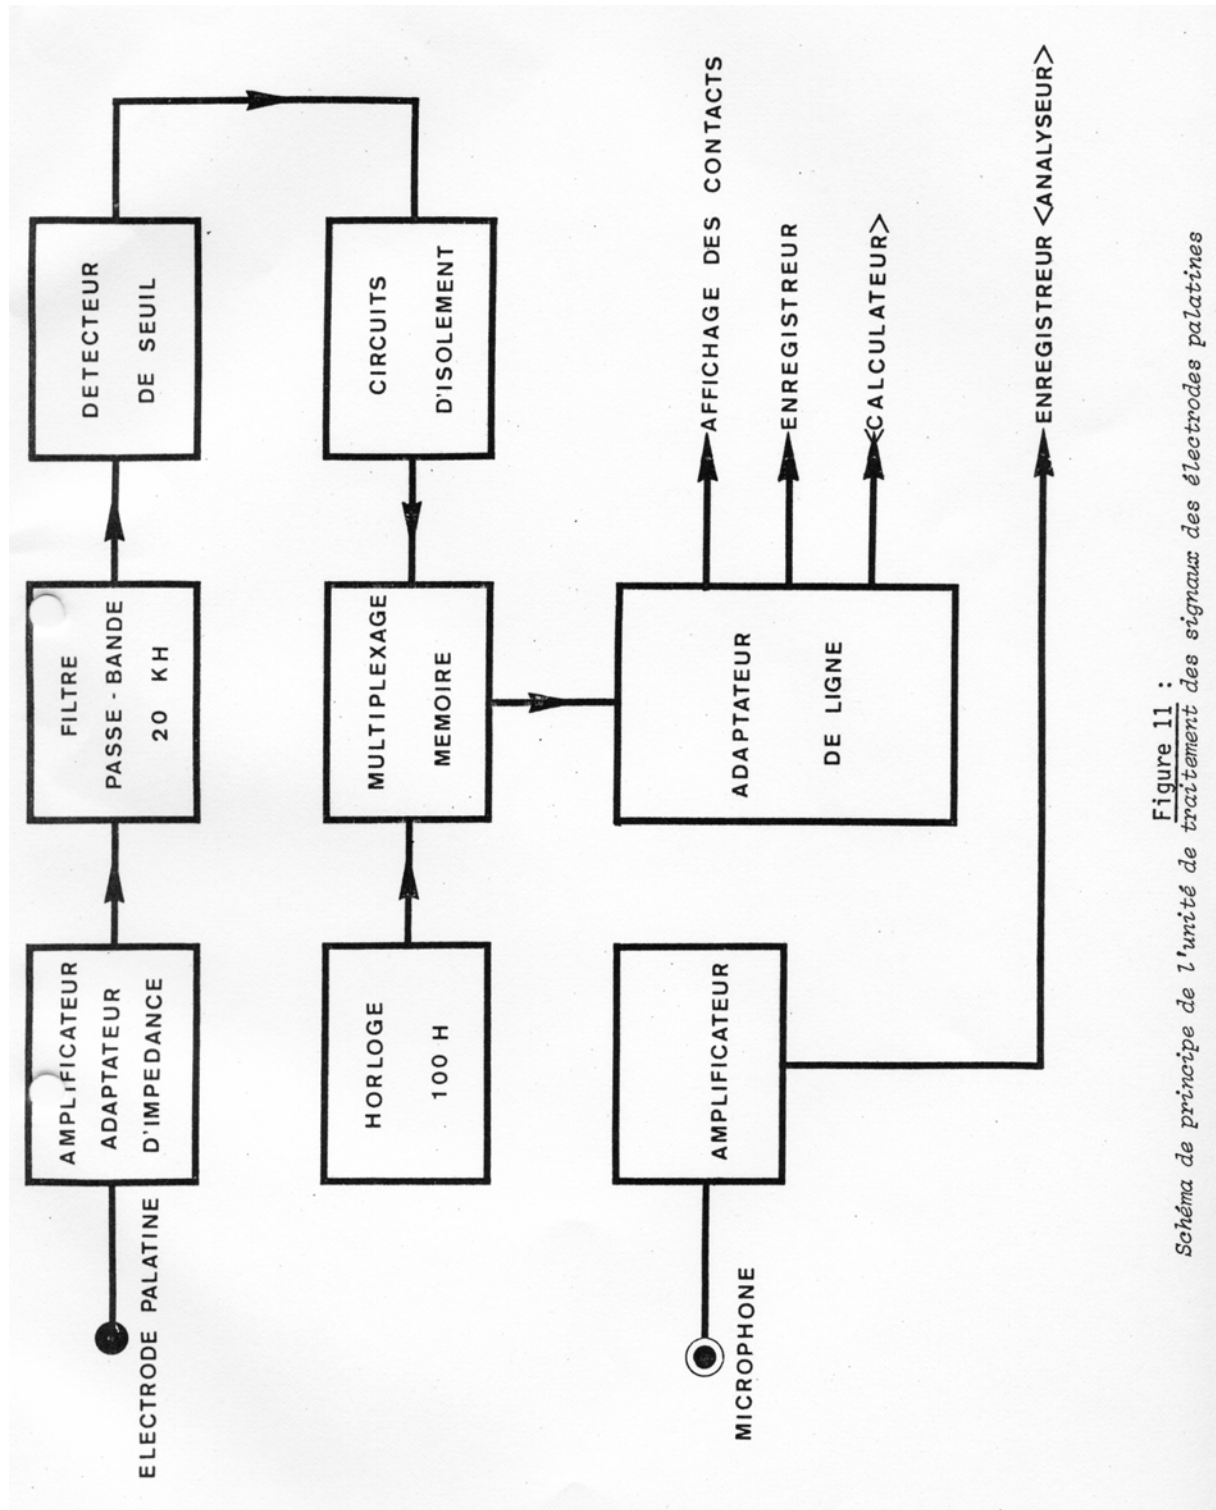 ELECTRODE PALATINE
AMPLIFICATEUR
ADAPTATEUR
D'IMPEDANCE
FILTRE
PASSE-BANDE
20 KH
DETECTEUR
DE SEUIL
HORLOGE
100 H
MULTIPLEXAGE
MEMOIRE
CIRCUITS
D'ISOLEMENT
MICROPHONE
AMPLIFICATEUR
ADAPTATEUR
DE LIGNE
AFFICHAGE DES CONTACTS
ENREGISTREUR
<CALCULATEUR>
ENREGISTREUR <ANALYSEUR>
Figure 11 :
Schéma de principe de l'unité de traitement des signaux des électrodes palatines